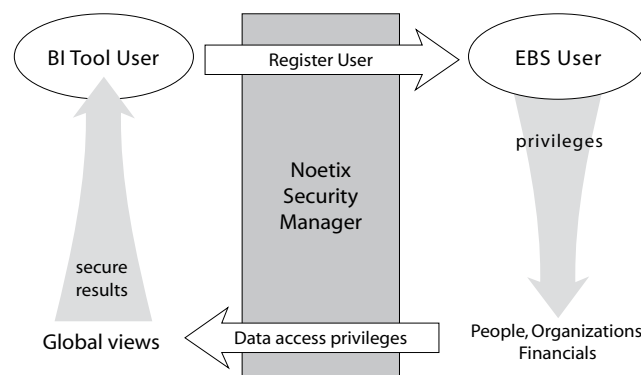 BI Tool User
Register User
EBS User
privileges
Noetix
Security
Manager
secure
results
Global views
Data access privileges
People, Organizations
Financials